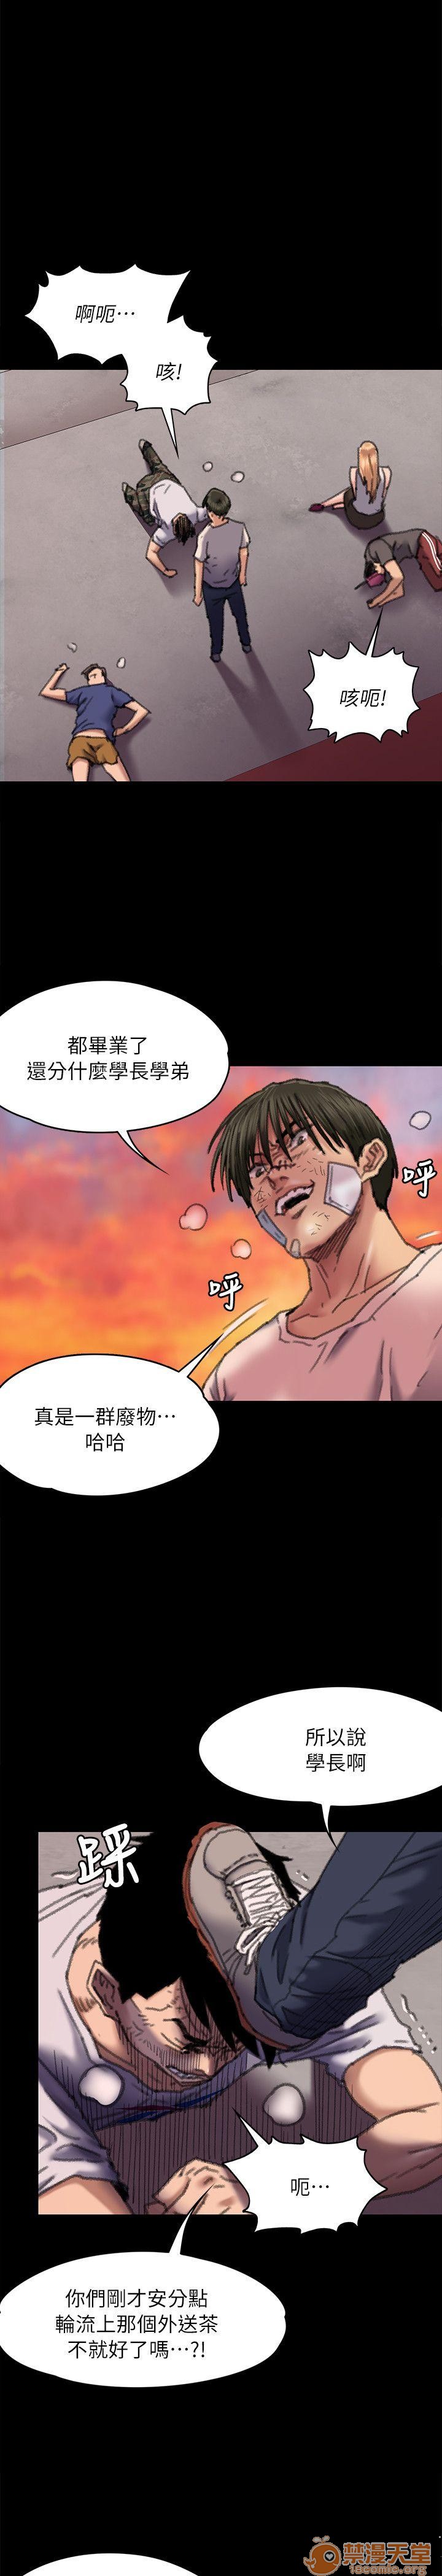 啊呃⋯
咳!
咳呃!
都畢業了
還分什麼學長學弟
呼
呼
真是一群廢物⋯
哈哈
所以說
學長啊
踩
呃⋯
你們剛才安分點
輪流上那個外送茶
不就好了嗎⋯?!
禁漫天堂
18comic.org